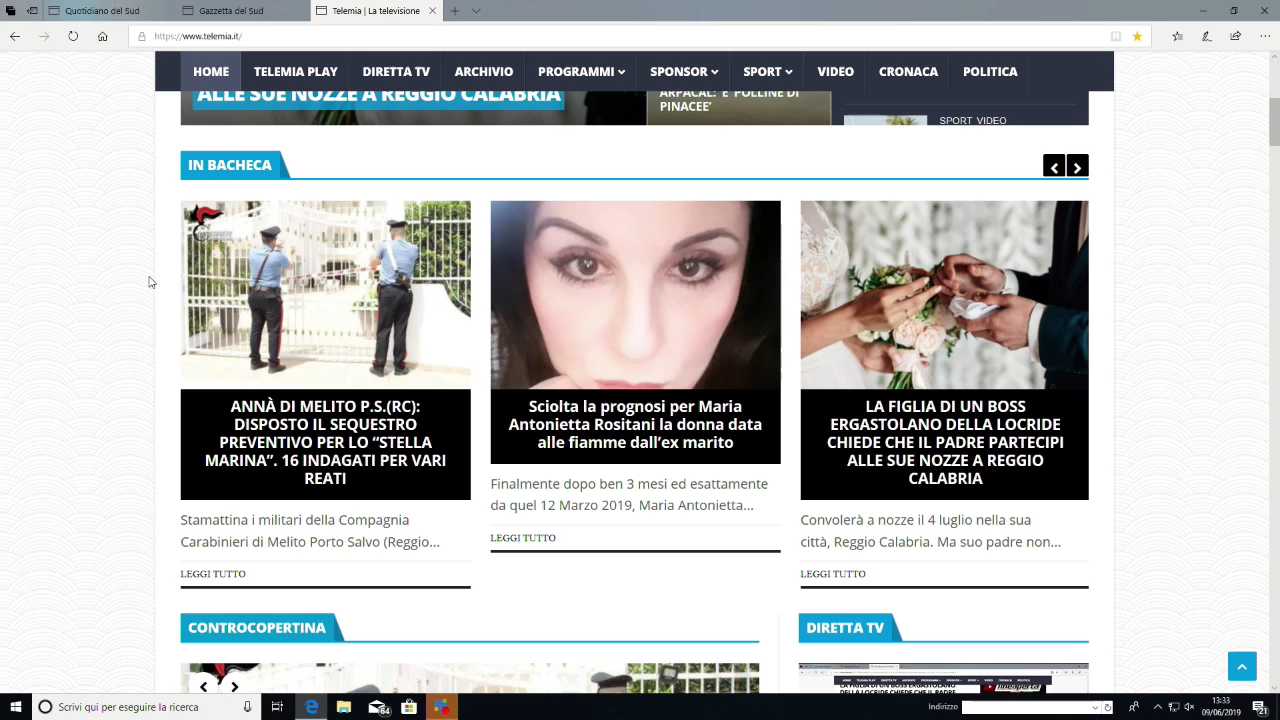 Telemia | La tv che
https://www.telemia.it/
HOME TELEMIA PLAY DIRETTA TV ARCHIVIO PROGRAMMI SPONSOR SPORT VIDEO CRONACA POLITICA
ALLE SUE NOZZE A REGGIO CALABRIA
ARPACAL: 'È 'POLLINE DI
PINACEE'
SPORT VIDEO
IN BACHECA
ANNÀ DI MELITO P.S.(RC):
DISPOSTO IL SEQUESTRO
PREVENTIVO PER LO “STELLA
MARINA”. 16 INDAGATI PER VARI
REATI
Stamattina i militari della Compagnia
Carabinieri di Melito Porto Salvo (Reggio...
LEGGI TUTTO
Sciolta la prognosi per Maria
Antonietta Rositani la donna data
alle fiamme dall’ex marito
Finalmente dopo ben 3 mesi ed esattamente
da quel 12 Marzo 2019, Maria Antonietta...
LEGGI TUTTO
LA FIGLIA DI UN BOSS
ERGASTOLANO DELLA LOCRIDE
CHIEDE CHE IL PADRE PARTECIPI
ALLE SUE NOZZE A REGGIO
CALABRIA
Convolerà a nozze il 4 luglio nella sua
città, Reggio Calabria. Ma suo padre non...
LEGGI TUTTO
CONTROCOPERTINA
DIRETTA TV
Scrivi qui per eseguire la ricerca
64
Indirizzo
13:33
09/06/2019